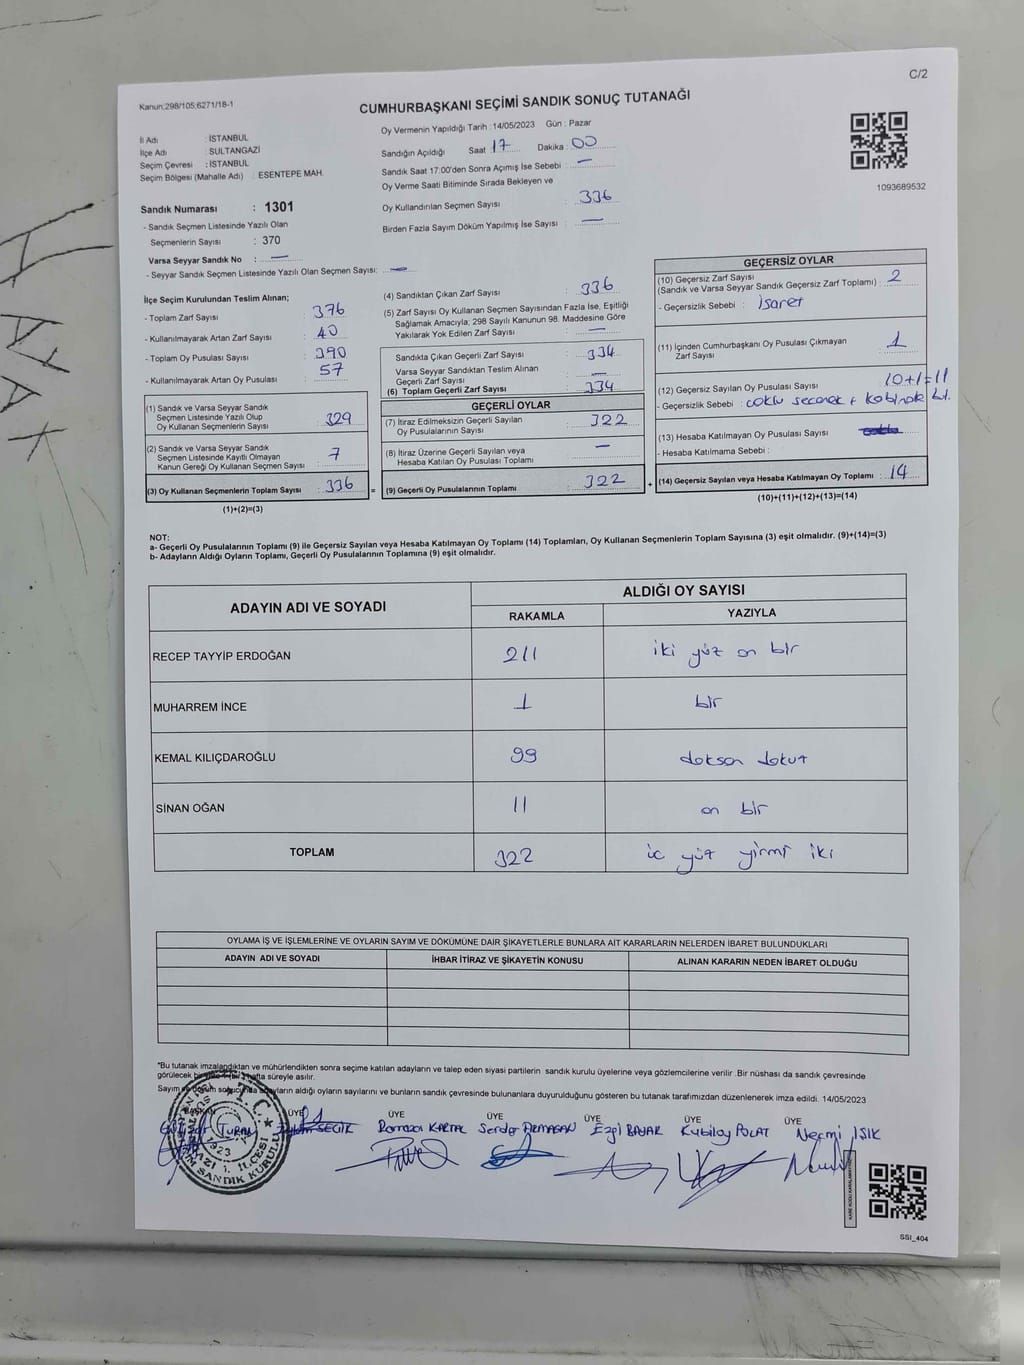 C/2
Kanun;298/105;6271/18-1
CUMHURBAŞKANI SEÇİMİ SANDIK SONUÇ TUTANAĞI
İl Adı : İSTANBUL
İlçe Adı : SULTANGAZİ
Seçim Çevresi : İSTANBUL
Seçim Bölgesi (Mahalle Adı) : ESENTEPE MAH.
Sandık Numarası : 1301
- Sandık Seçmen Listesinde Yazılı Olan
Seçmenlerin Sayısı : 370
Varsa Seyyar Sandık No : —
- Seyyar Sandık Seçmen Listesinde Yazılı Olan Seçmen Sayısı: —
Oy Vermenin Yapıldığı Tarih :14/05/2023 Gün : Pazar
Sandığın Açıldığı Saat 17 Dakika : 00
Sandık Saat 17:00'den Sonra Açımış İse Sebebi : —
Oy Verme Saati Bitiminde Sırada Bekleyen ve
Oy Kullandırılan Seçmen Sayısı : 336
Birden Fazla Sayım Döküm Yapılmış İse Sayısı : —
1093689532
İlçe Seçim Kurulundan Teslim Alınan;
- Toplam Zarf Sayısı : 376
- Kullanılmayarak Artan Zarf Sayısı : 40
- Toplam Oy Pusulası Sayısı : 390
- Kullanılmayarak Artan Oy Pusulası : 57
(1) Sandık ve Varsa Seyyar Sandık
Seçmen Listesinde Yazılı Olup
Oy Kullanan Seçmenlerin Sayısı : 329
(2) Sandık ve Varsa Seyyar Sandık
Seçmen Listesinde Kayıtlı Olmayan
Kanun Gereği Oy Kullanan Seçmen Sayısı : 7
(3) Oy Kullanan Seçmenlerin Toplam Sayısı : 336 =
(1)+(2)=(3)
(4) Sandıktan Çıkan Zarf Sayısı : 336
(5) Zarf Sayısı Oy Kullanan Seçmen Sayısından Fazla İse, Eşitliği
Sağlamak Amacıyla; 298 Sayılı Kanunun 98. Maddesine Göre
Yakılarak Yok Edilen Zarf Sayısı : —
Sandıkta Çıkan Geçerli Zarf Sayısı : 334
Varsa Seyyar Sandıktan Teslim Alınan
Geçerli Zarf Sayısı : —
(6) Toplam Geçerli Zarf Sayısı : 334
GEÇERLİ OYLAR
(7) İtiraz Edilmeksizin Geçerli Sayılan
Oy Pusulalarının Sayısı : 322
(8) İtiraz Üzerine Geçerli Sayılan veya
Hesaba Katılan Oy Pusulası Toplamı : —
(9) Geçerli Oy Pusulalarının Toplamı : 322 +
GEÇERSİZ OYLAR
(10) Geçersiz Zarf Sayısı
(Sandık ve Varsa Seyyar Sandık Geçersiz Zarf Toplamı) : 2
- Geçersizlik Sebebi : işaret
(11) İçinden Cumhurbaşkanı Oy Pusulası Çıkmayan
Zarf Sayısı : 1
(12) Geçersiz Sayılan Oy Pusulası Sayısı : 10+1=11
- Geçersizlik Sebebi : çoklu seçenek +
(13) Hesaba Katılmayan Oy Pusulası Sayısı :
- Hesaba Katılmama Sebebi :
(14) Geçersiz Sayılan veya Hesaba Katılmayan Oy Toplamı : 14
(10)+(11)+(12)+(13)=(14)
NOT:
a- Geçerli Oy Pusulalarının Toplamı (9) ile Geçersiz Sayılan veya Hesaba Katılmayan Oy Toplamı (14) Toplamları, Oy Kullanan Seçmenlerin Toplam Sayısına (3) eşit olmalıdır. (9)+(14)=(3)
b- Adayların Aldığı Oyların Toplamı, Geçerli Oy Pusulalarının Toplamına (9) eşit olmalıdır.
ADAYIN ADI VE SOYADI ALDIĞI OY SAYISI
RAKAMLA YAZIYLA
RECEP TAYYİP ERDOĞAN 211 iki yüz on bir
MUHARREM İNCE 1 bir
KEMAL KILIÇDAROĞLU 99 doksan dokuz
SİNAN OĞAN 11 on bir
TOPLAM 322 üç yüz yirmi iki
OYLAMA İŞ VE İŞLEMLERİNE VE OYLARIN SAYIM VE DÖKÜMÜNE DAİR ŞİKAYETLERLE BUNLARA AİT KARARLARIN NELERDEN İBARET BULUNDUKLARI
ADAYIN ADI VE SOYADI İHBAR İTİRAZ VE ŞİKAYETİN KONUSU ALINAN KARARIN NEDEN İBARET OLDUĞU
*Bu tutanak imzalandıktan ve mühürlendikten sonra seçime katılan adayların ve talep eden siyasi partilerin sandık kurulu üyelerine veya gözlemcilerine verilir .Bir nüshası da sandık çevresinde
görülecek bir hafta süreyle asılır.
Sayım ve döküm adayların aldığı oyların sayılarını ve bunların sandık çevresinde bulunanlara duyurulduğunu gösteren bu tutanak tarafımızdan düzenlenerek imza edildi. 14/05/2023
BAŞKAN ÜYE ÜYE ÜYE ÜYE ÜYE ÜYE
TURAN Ramazan KARTAL Serdar ARMAĞAN Ezgi BAŞAR Kubilay POLAT Necmi IŞIK
T.C.
1923
SANDIK KURULU
SSI_404